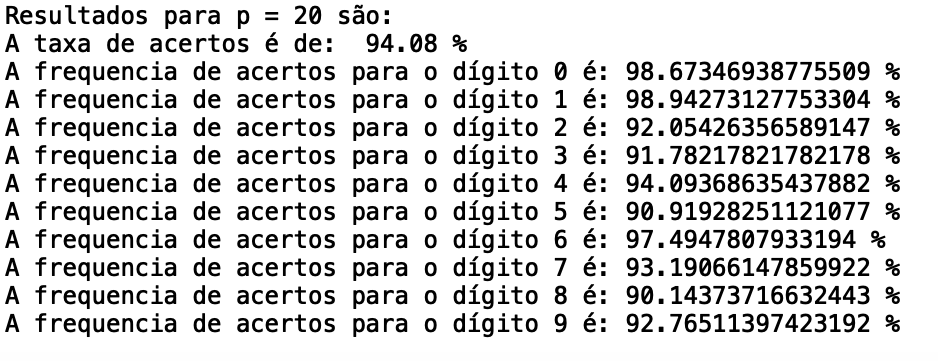 Resultados para p = 20 são:
A taxa de acertos é de:  94.08 %
A frequencia de acertos para o dígito 0 é: 98.67346938775509 %
A frequencia de acertos para o dígito 1 é: 98.94273127753304 %
A frequencia de acertos para o dígito 2 é: 92.05426356589147 %
A frequencia de acertos para o dígito 3 é: 91.78217821782178 %
A frequencia de acertos para o dígito 4 é: 94.09368635437882 %
A frequencia de acertos para o dígito 5 é: 90.91928251121077 %
A frequencia de acertos para o dígito 6 é: 97.4947807933194 %
A frequencia de acertos para o dígito 7 é: 93.19066147859922 %
A frequencia de acertos para o dígito 8 é: 90.14373716632443 %
A frequencia de acertos para o dígito 9 é: 92.76511397423192 %